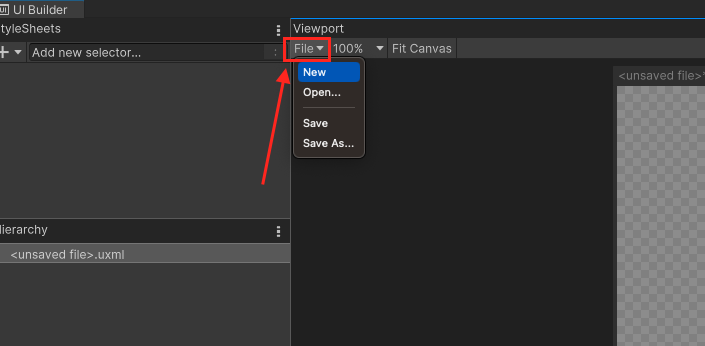 UI Builder
tyleSheets
Viewport
Add new selector...
File
100%
Fit Canvas
New
Open...
Save
Save As...
<unsaved file>*
ierarchy
<unsaved file>.uxml